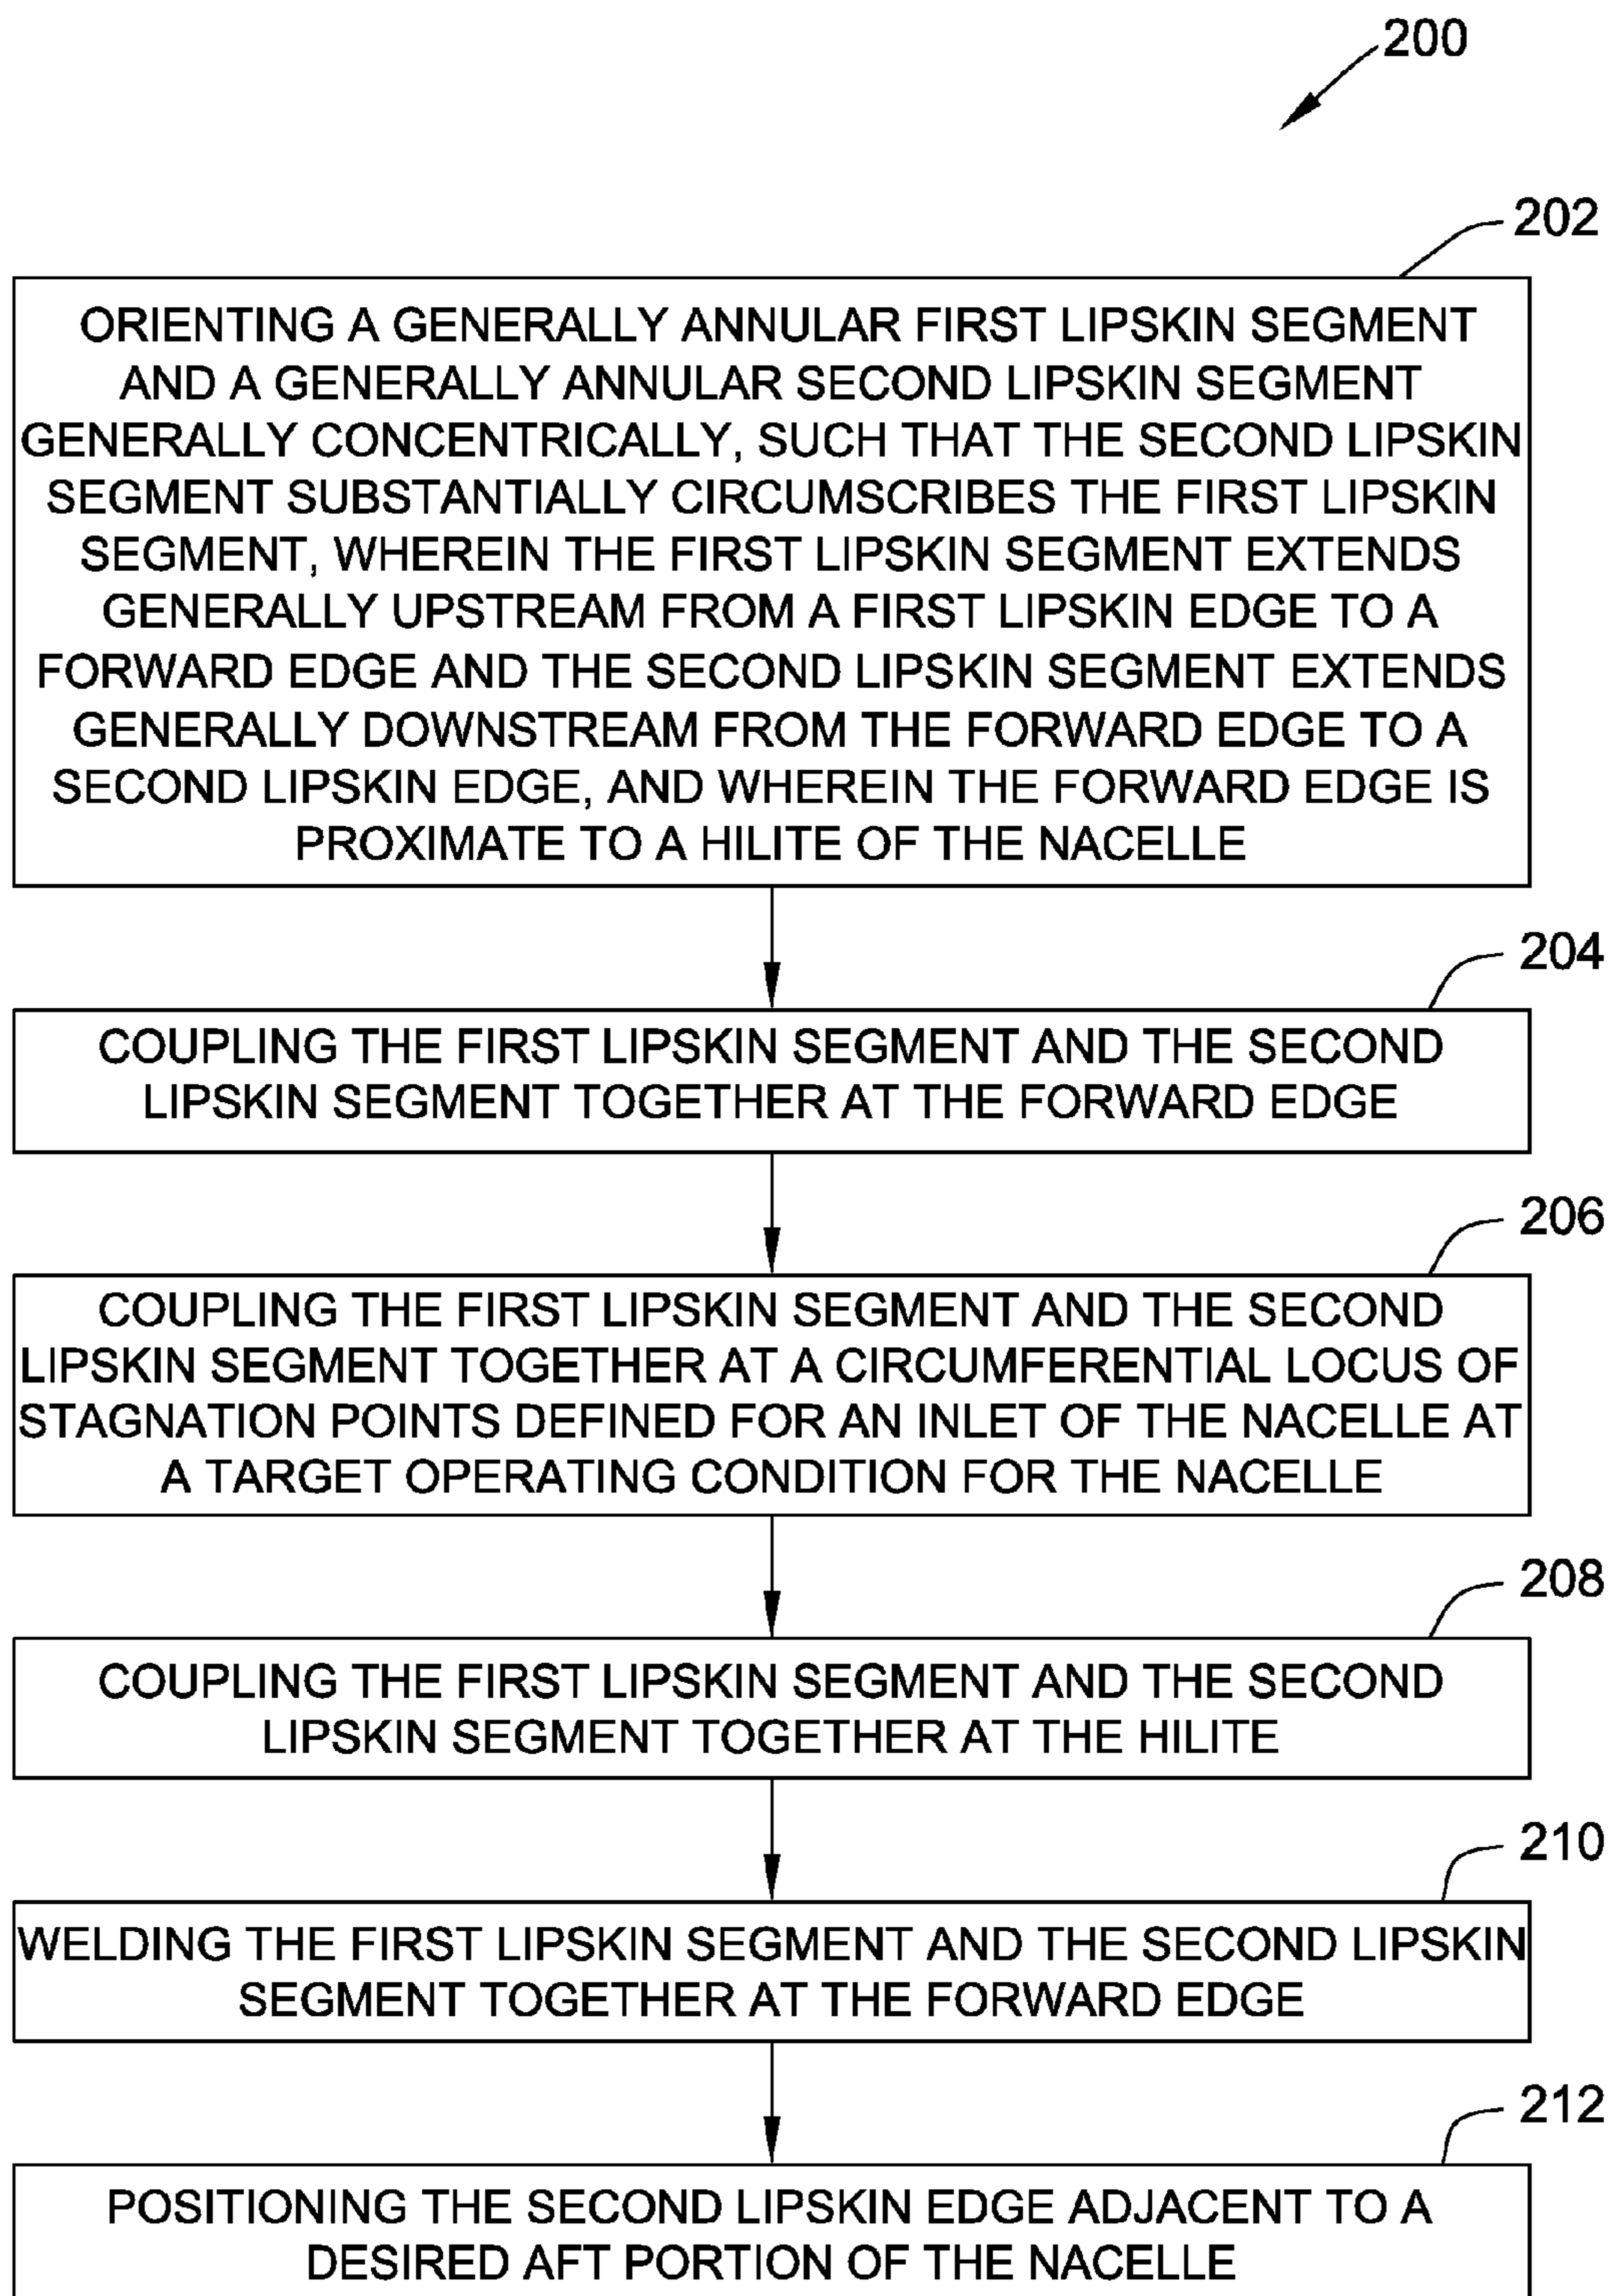 200
202
ORIENTING A GENERALLY ANNULAR FIRST LIPSKIN SEGMENT
AND A GENERALLY ANNULAR SECOND LIPSKIN SEGMENT
GENERALLY CONCENTRICALLY, SUCH THAT THE SECOND LIPSKIN
SEGMENT SUBSTANTIALLY CIRCUMSCRIBES THE FIRST LIPSKIN
SEGMENT, WHEREIN THE FIRST LIPSKIN SEGMENT EXTENDS
GENERALLY UPSTREAM FROM A FIRST LIPSKIN EDGE TO A
FORWARD EDGE AND THE SECOND LIPSKIN SEGMENT EXTENDS
GENERALLY DOWNSTREAM FROM THE FORWARD EDGE TO A
SECOND LIPSKIN EDGE, AND WHEREIN THE FORWARD EDGE IS
PROXIMATE TO A HILITE OF THE NACELLE
204
COUPLING THE FIRST LIPSKIN SEGMENT AND THE SECOND
LIPSKIN SEGMENT TOGETHER AT THE FORWARD EDGE
206
COUPLING THE FIRST LIPSKIN SEGMENT AND THE SECOND
LIPSKIN SEGMENT TOGETHER AT A CIRCUMFERENTIAL LOCUS OF
STAGNATION POINTS DEFINED FOR AN INLET OF THE NACELLE AT
A TARGET OPERATING CONDITION FOR THE NACELLE
208
COUPLING THE FIRST LIPSKIN SEGMENT AND THE SECOND
LIPSKIN SEGMENT TOGETHER AT THE HILITE
210
WELDING THE FIRST LIPSKIN SEGMENT AND THE SECOND LIPSKIN
SEGMENT TOGETHER AT THE FORWARD EDGE
212
POSITIONING THE SECOND LIPSKIN EDGE ADJACENT TO A
DESIRED AFT PORTION OF THE NACELLE